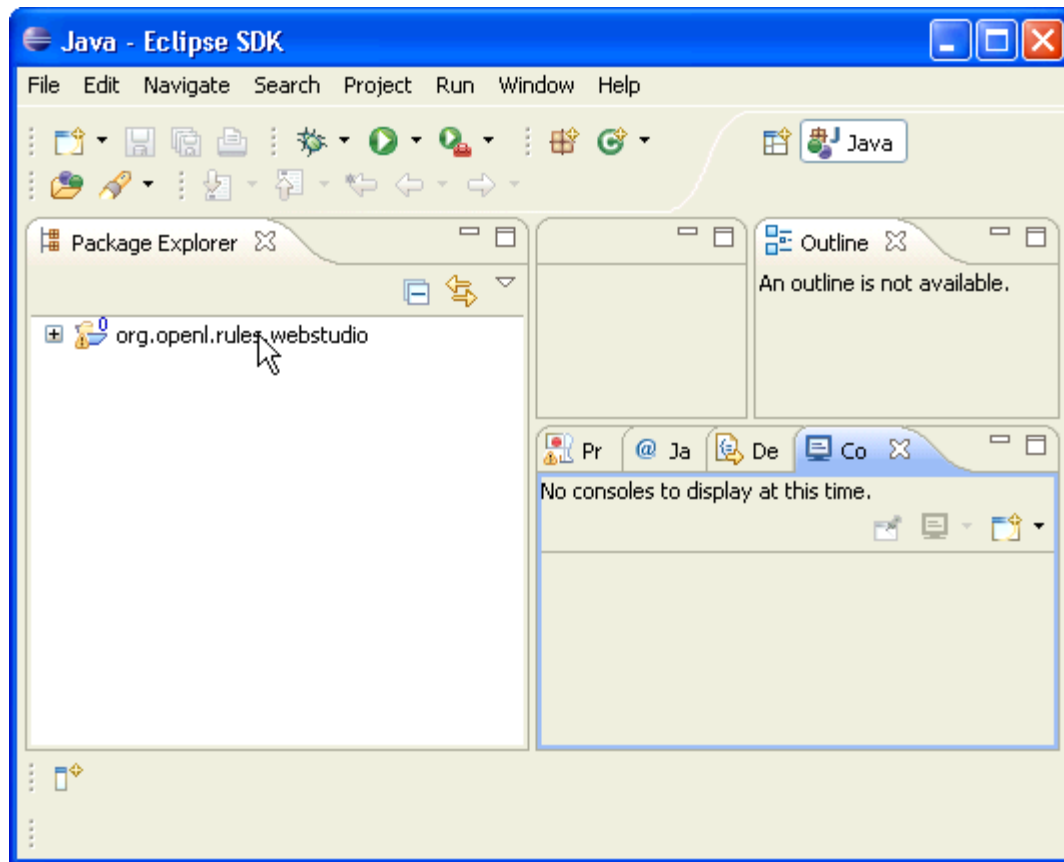 Java - Eclipse SDK
File Edit Navigate Search Project Run Window Help
Java
Package Explorer
Outline
An outline is not available.
org.openl.rules.webstudio
Pr @ Ja De Co
No consoles to display at this time.